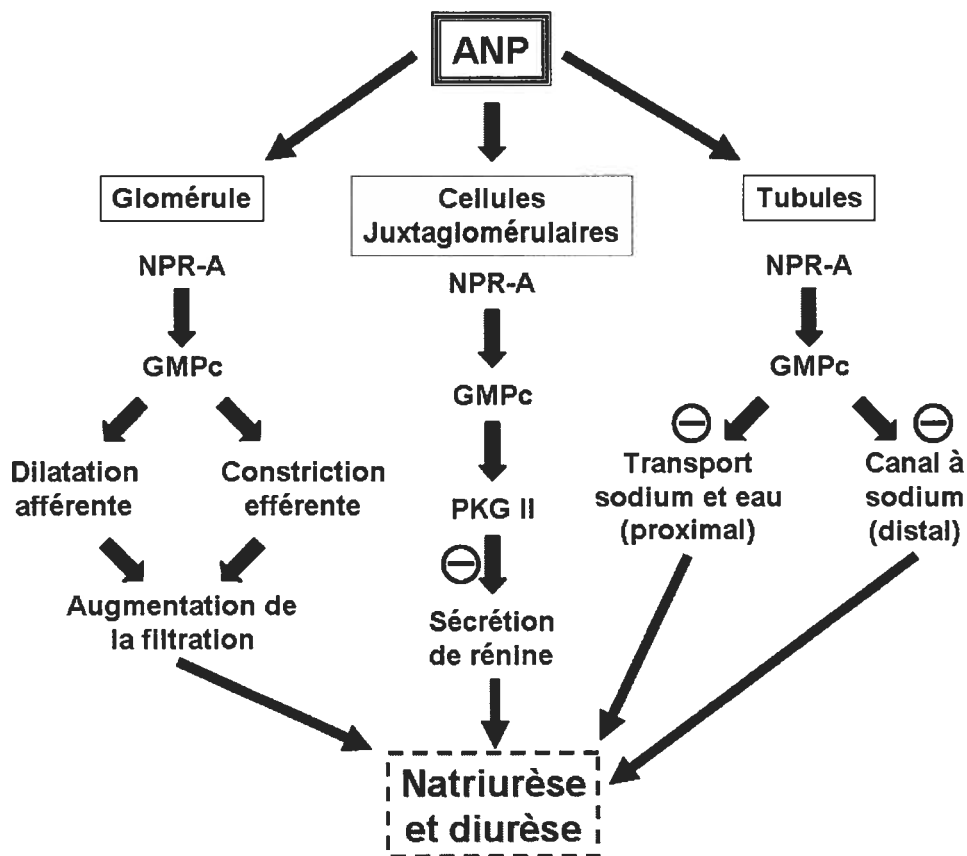 ANP
Glomérule
NPR-A
GMPc
Dilatation
afférente
Constriction
efférente
Augmentation de
la filtration
Cellules
Juxtaglomérulaires
NPR-A
GMPc
PKG II
⊖
Sécrétion
de rénine
Tubules
NPR-A
GMPc
⊖
Transport
sodium et eau
(proximal)
⊖
Canal à
sodium
(distal)
Natriurèse
et diurèse